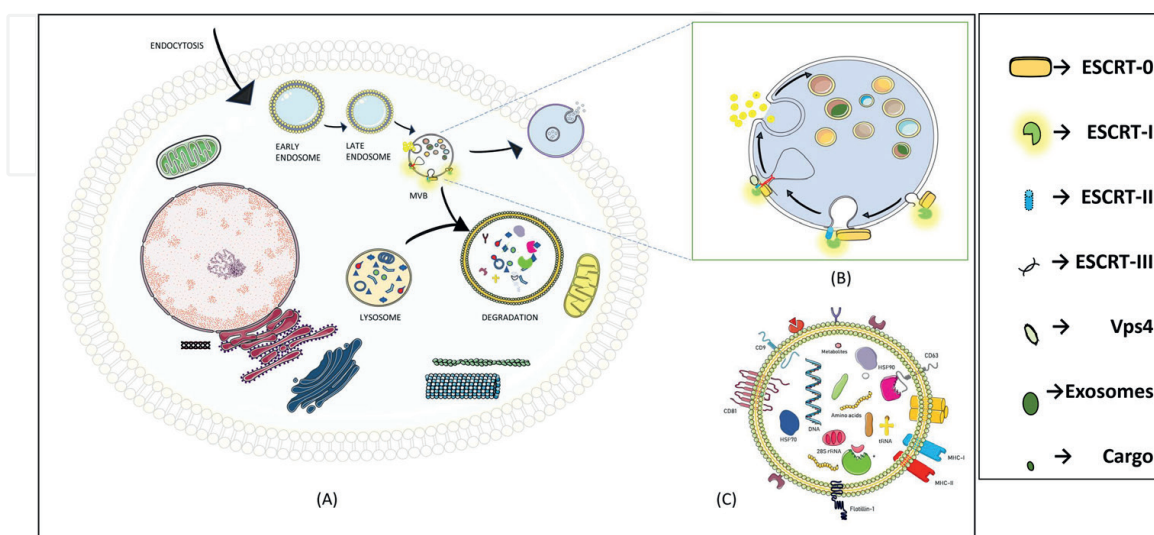 ENDOCYTOSIS
EARLY
ENDOSOME
LATE
ENDOSOME
MVB
LYSOSOME
DEGRADATION
(A)
(B)
CD9
Metabolites
HSP90
CD63
CD81
DNA
Amino acids
HSP70
tRNA
28S rRNA
MHC-I
MHC-II
Flotillin-1
(C)
→ ESCRT-0
→ ESCRT-I
→ ESCRT-II
→ ESCRT-III
→ Vps4
→Exosomes
→ Cargo